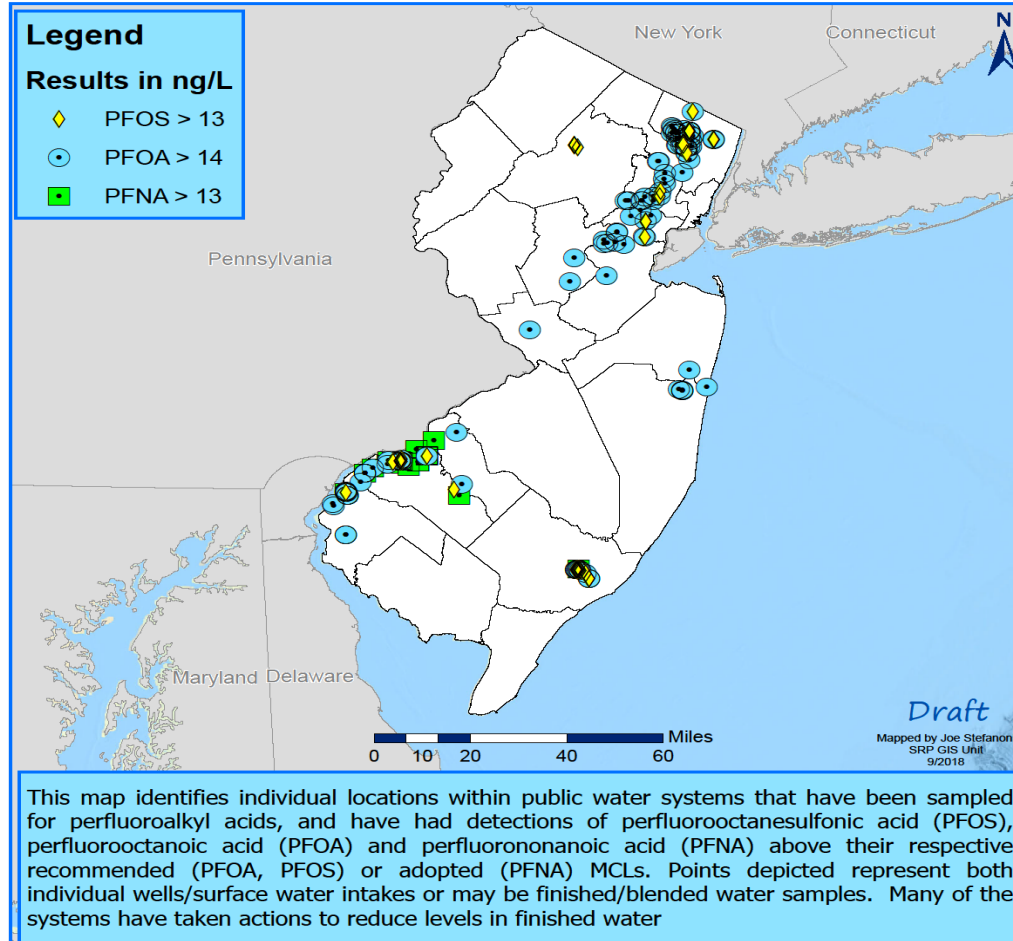 Legend
Results in ng/L
PFOS > 13
PFOA > 14
PFNA > 13
New York
Connecticut
N
Pennsylvania
Maryland
Delaware
0 10 20 40 60 Miles
Draft
Mapped by Joe Stefanon
SRP GIS Unit
9/2018
This map identifies individual locations within public water systems that have been sampled
for perfluoroalkyl acids, and have had detections of perfluorooctanesulfonic acid (PFOS),
perfluorooctanoic acid (PFOA) and perfluorononanoic acid (PFNA) above their respective
recommended (PFOA, PFOS) or adopted (PFNA) MCLs. Points depicted represent both
individual wells/surface water intakes or may be finished/blended water samples. Many of the
systems have taken actions to reduce levels in finished water